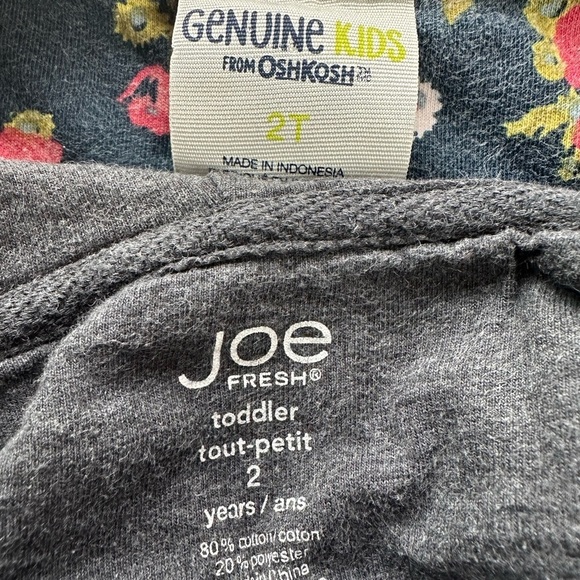 GENUINE KIDS
FROM OSHKOSH
2T
MADE IN INDONESIA
joe
FRESH®
toddler
tout-petit
2
years / ans
80% cotton/coton
20% polyester
China